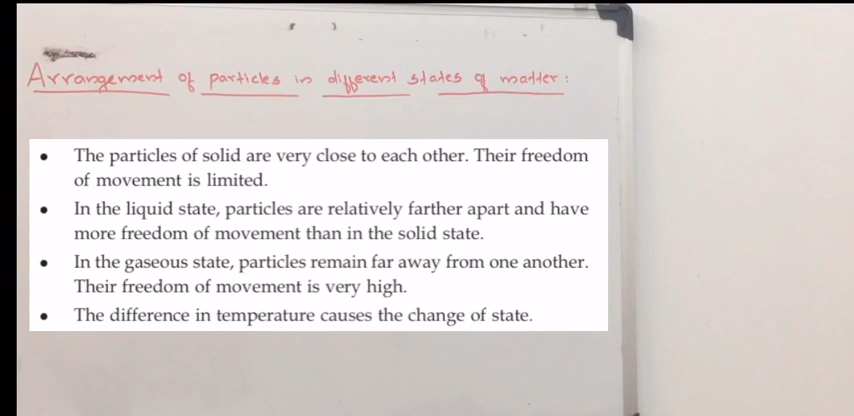 Arrangement of particles in different states of matter :
• The particles of solid are very close to each other. Their freedom
of movement is limited.
• In the liquid state, particles are relatively farther apart and have
more freedom of movement than in the solid state.
• In the gaseous state, particles remain far away from one another.
Their freedom of movement is very high.
• The difference in temperature causes the change of state.